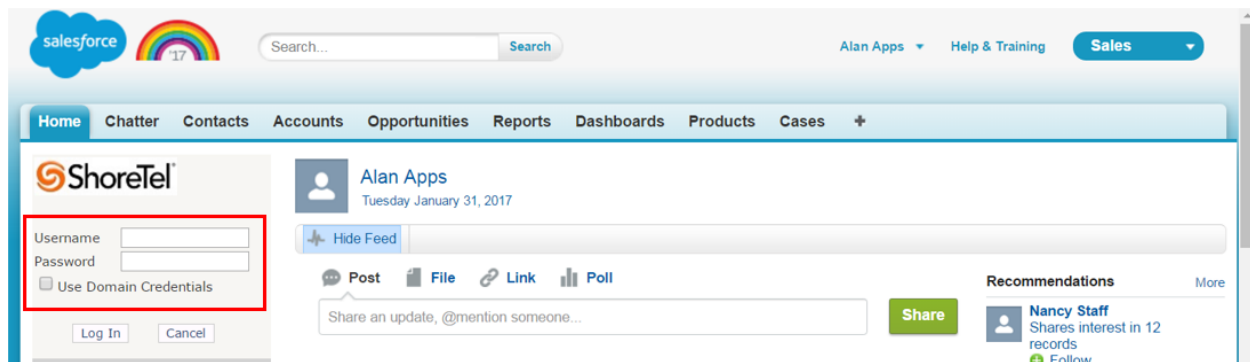 salesforce
'17
Search...
Search
Alan Apps
Help & Training
Sales
Home Chatter Contacts Accounts Opportunities Reports Dashboards Products Cases +
ShoreTel
Username
Password
Use Domain Credentials
Log In Cancel
Alan Apps
Tuesday January 31, 2017
Hide Feed
Post File Link Poll
Share an update, @mention someone...
Share
Recommendations More
Nancy Staff
Shares interest in 12
records
Follow